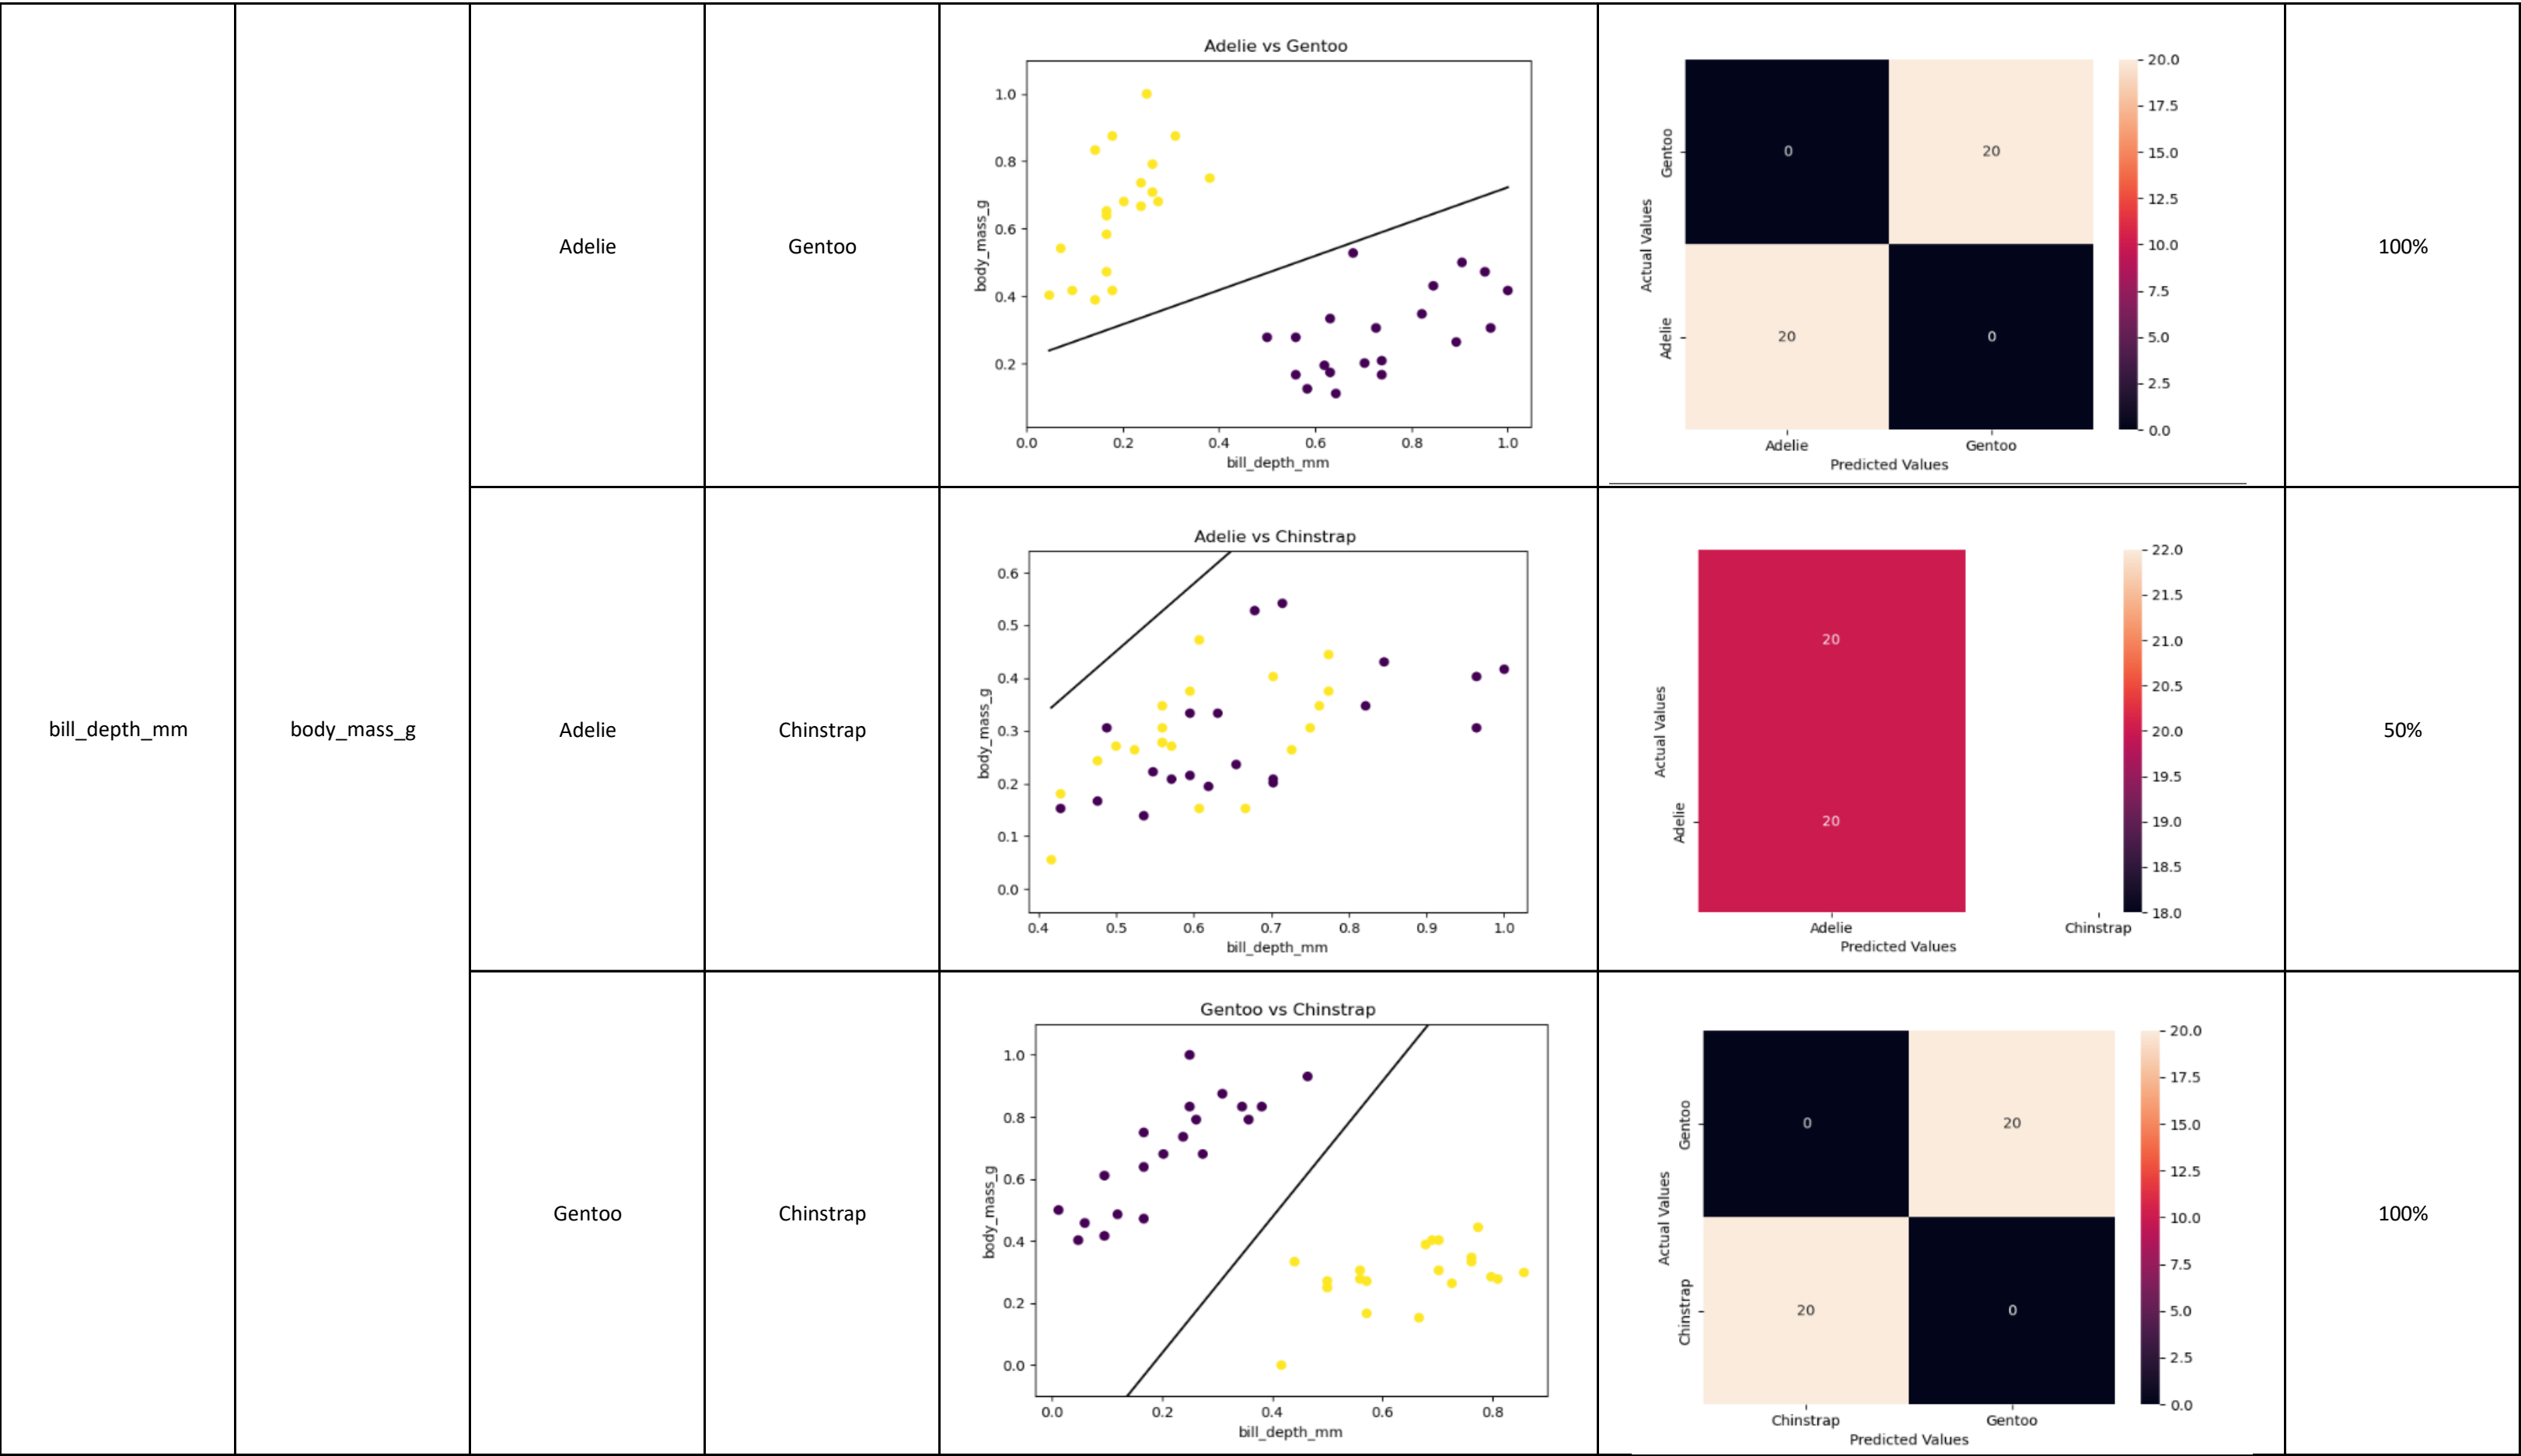 bill_depth_mm
body_mass_g
Adelie
Gentoo
Adelie vs Gentoo
1.0
0.8
0.6
0.4
0.2
body_mass_g
0.0 0.2 0.4 0.6 0.8 1.0
bill_depth_mm
Actual Values
Gentoo
Adelie
0 20
20 0
Adelie Gentoo
Predicted Values
20.0
17.5
15.0
12.5
10.0
7.5
5.0
2.5
0.0
100%
Adelie
Chinstrap
Adelie vs Chinstrap
0.6
0.5
0.4
0.3
0.2
0.1
0.0
body_mass_g
0.4 0.5 0.6 0.7 0.8 0.9 1.0
bill_depth_mm
Actual Values
Adelie
20
20
Adelie Chinstrap
Predicted Values
22.0
21.5
21.0
20.5
20.0
19.5
19.0
18.5
18.0
50%
Gentoo
Chinstrap
Gentoo vs Chinstrap
1.0
0.8
0.6
0.4
0.2
0.0
body_mass_g
0.0 0.2 0.4 0.6 0.8
bill_depth_mm
Actual Values
Gentoo
Chinstrap
0 20
20 0
Chinstrap Gentoo
Predicted Values
20.0
17.5
15.0
12.5
10.0
7.5
5.0
2.5
0.0
100%